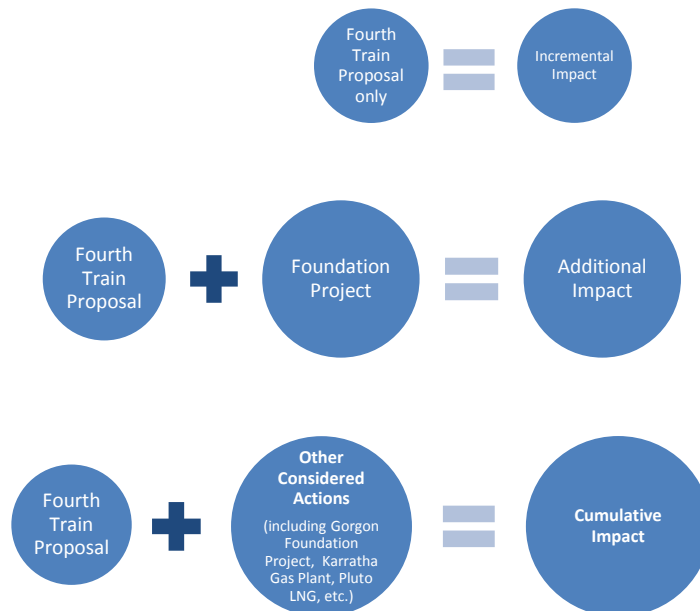 Fourth
Train
Proposal
only
Incremental
Impact
Fourth
Train
Proposal
Foundation
Project
Additional
Impact
Fourth
Train
Proposal
Other
Considered
Actions
(including Gorgon
Foundation
Project, Karratha
Gas Plant, Pluto
LNG, etc.)
Cumulative
Impact